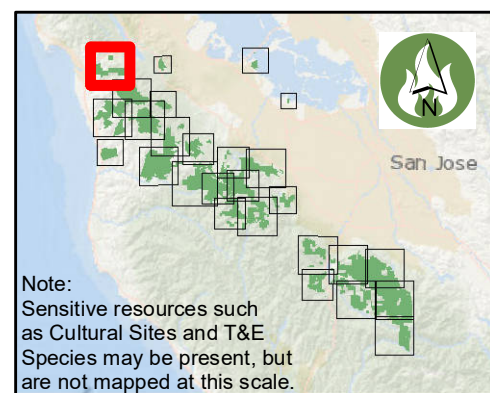 N
San Jose
Note:
Sensitive resources such
as Cultural Sites and T&E
Species may be present, but
are not mapped at this scale.